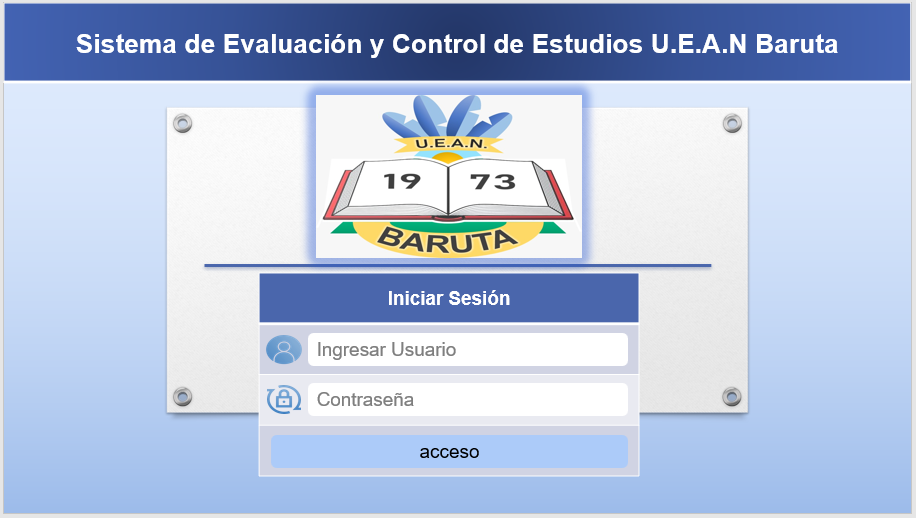 Sistema de Evaluación y Control de Estudios U.E.A.N Baruta
U.E.A.N.
19 73
BARUTA
Iniciar Sesión
Ingresar Usuario
Contraseña
acceso